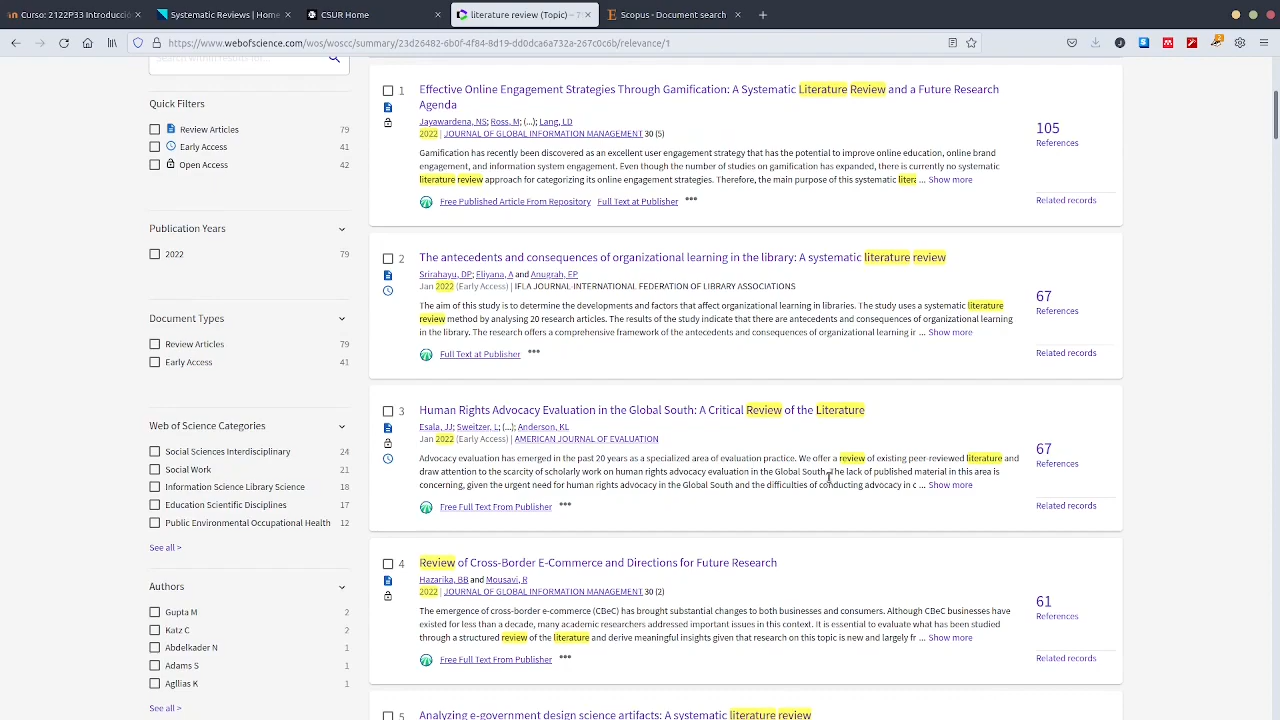 Curso: 2122P33 Introducció
Systematic Reviews | Home
CSUR Home
literature review (Topic) – 7
Scopus - Document search
https://www.webofscience.com/wos/woscc/summary/23d26482-6b0f-4f84-8d19-dd0dca6a732a-267c0c6b/relevance/1
Search within results for...
Quick Filters
Review Articles 79
Early Access 41
Open Access 42
Publication Years
2022 79
Document Types
Review Articles 79
Early Access 41
Web of Science Categories
Social Sciences Interdisciplinary 24
Social Work 21
Information Science Library Science 18
Education Scientific Disciplines 17
Public Environmental Occupational Health 12
See all >
Authors
Gupta M 2
Katz C 2
Abdelkader N 1
Adams S 1
Agllias K 1
See all >
1
Effective Online Engagement Strategies Through Gamification: A Systematic Literature Review and a Future Research
Agenda
Jayawardena, NS; Ross, M; (...); Lang, LD
2022 | JOURNAL OF GLOBAL INFORMATION MANAGEMENT 30 (5)
Gamification has recently been discovered as an excellent user engagement strategy that has the potential to improve online education, online brand
engagement, and information system engagement. Even though the number of studies on gamification has expanded, there is currently no systematic
literature review approach for categorizing its online engagement strategies. Therefore, the main purpose of this systematic litera ... Show more
Free Published Article From Repository Full Text at Publisher •••
105
References
Related records
2
The antecedents and consequences of organizational learning in the library: A systematic literature review
Srirahayu, DP; Eliyana, A and Anugrah, EP
Jan 2022 (Early Access) | IFLA JOURNAL-INTERNATIONAL FEDERATION OF LIBRARY ASSOCIATIONS
The aim of this study is to determine the developments and factors that affect organizational learning in libraries. The study uses a systematic literature
review method by analysing 20 research articles. The results of the study indicate that there are antecedents and consequences of organizational learning
in the library. The research offers a comprehensive framework of the antecedents and consequences of organizational learning ir ... Show more
Full Text at Publisher •••
67
References
Related records
3
Human Rights Advocacy Evaluation in the Global South: A Critical Review of the Literature
Esala, JJ; Sweitzer, L; (...); Anderson, KL
Jan 2022 (Early Access) | AMERICAN JOURNAL OF EVALUATION
Advocacy evaluation has emerged in the past 20 years as a specialized area of evaluation practice. We offer a review of existing peer-reviewed literature and
draw attention to the scarcity of scholarly work on human rights advocacy evaluation in the Global South. The lack of published material in this area is
concerning, given the urgent need for human rights advocacy in the Global South and the difficulties of conducting advocacy in c ... Show more
Free Full Text From Publisher •••
67
References
Related records
4
Review of Cross-Border E-Commerce and Directions for Future Research
Hazarika, BB and Mousavi, R
2022 | JOURNAL OF GLOBAL INFORMATION MANAGEMENT 30 (2)
The emergence of cross-border e-commerce (CBeC) has brought substantial changes to both businesses and consumers. Although CBeC businesses have
existed for less than a decade, many academic researchers addressed important issues in this context. It is essential to evaluate what has been studied
through a structured review of the literature and derive meaningful insights given that research on this topic is new and largely fr ... Show more
Free Full Text From Publisher •••
61
References
Related records
5
Analyzing e-government design science artifacts: A systematic literature review